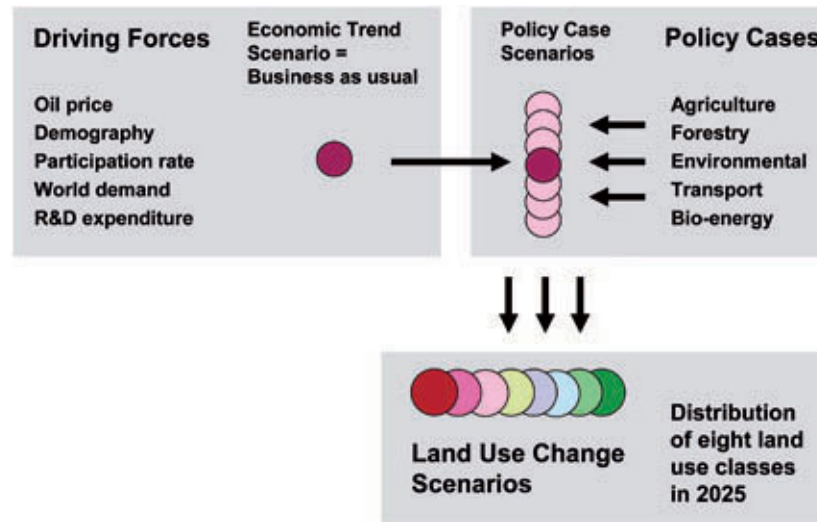 Driving Forces
Economic Trend
Scenario =
Business as usual
Oil price
Demography
Participation rate
World demand
R&D expenditure
Policy Case
Scenarios
Policy Cases
Agriculture
Forestry
Environmental
Transport
Bio-energy
Land Use Change
Scenarios
Distribution
of eight land
use classes
in 2025